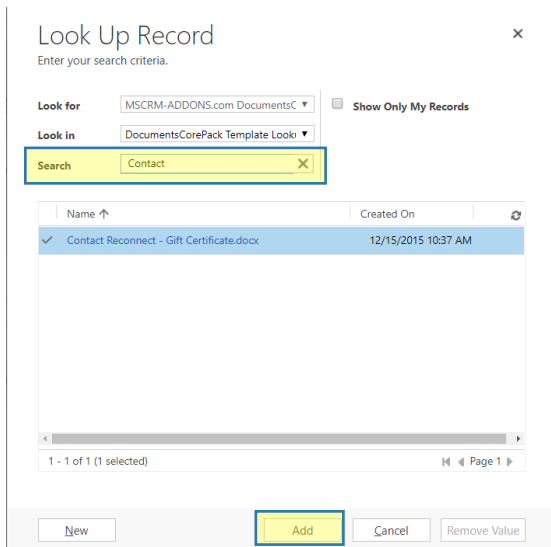 Look Up Record
Enter your search criteria.
Look for MSCRM-ADDONS.com DocumentsC Show Only My Records
Look in DocumentsCorePack Template Looku
Search Contact
Name Created On
Contact Reconnect - Gift Certificate.docx 12/15/2015 10:37 AM
1 - 1 of 1 (1 selected) Page 1
New Add Cancel Remove Value